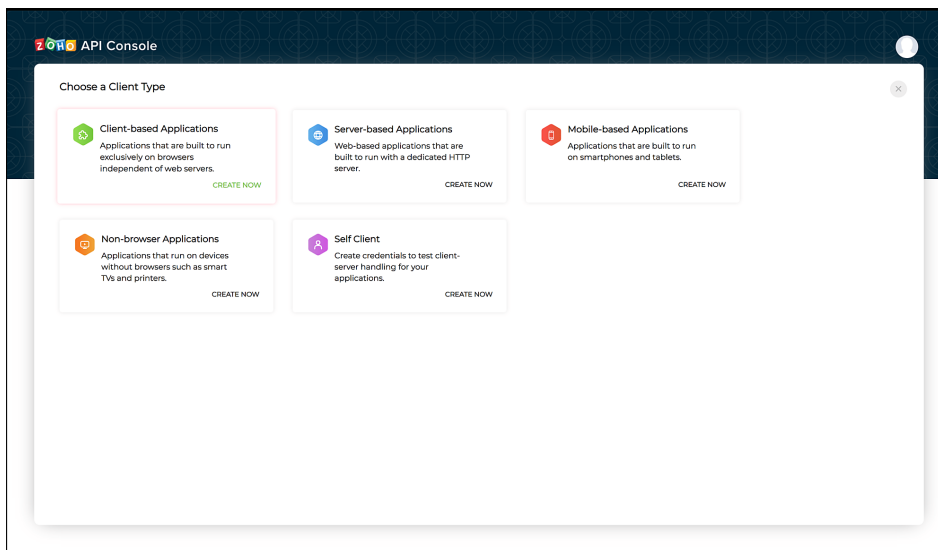 ZOHO API Console
Choose a Client Type
Client-based Applications
Applications that are built to run
exclusively on browsers
independent of web servers.
CREATE NOW
Server-based Applications
Web-based applications that are
built to run with a dedicated HTTP
server.
CREATE NOW
Mobile-based Applications
Applications that are built to run
on smartphones and tablets.
CREATE NOW
Non-browser Applications
Applications that run on devices
without browsers such as smart
TVs and printers.
CREATE NOW
Self Client
Create credentials to test client-
server handling for your
applications.
CREATE NOW